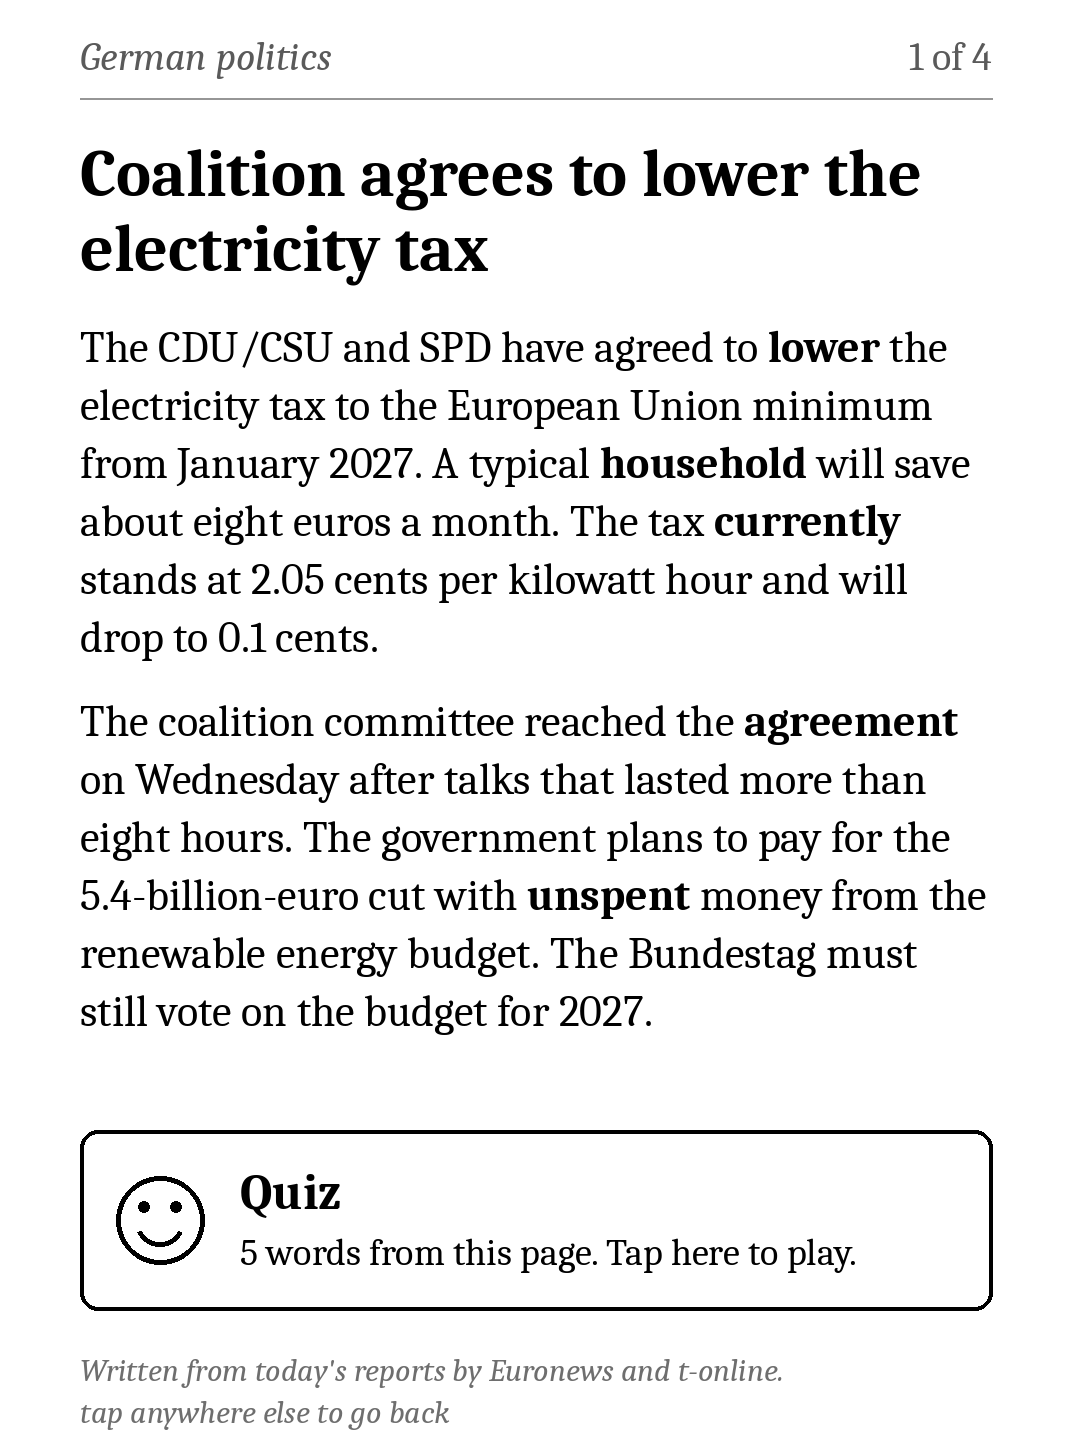 German politics
1 of 4
Coalition agrees to lower the
electricity tax
The CDU/CSU and SPD have agreed to lower the
electricity tax to the European Union minimum
from January 2027. A typical household will save
about eight euros a month. The tax currently
stands at 2.05 cents per kilowatt hour and will
drop to 0.1 cents.
The coalition committee reached the agreement
on Wednesday after talks that lasted more than
eight hours. The government plans to pay for the
5.4-billion-euro cut with unspent money from the
renewable energy budget. The Bundestag must
still vote on the budget for 2027.
Quiz
5 words from this page. Tap here to play.
Written from today's reports by Euronews and t-online.
tap anywhere else to go back